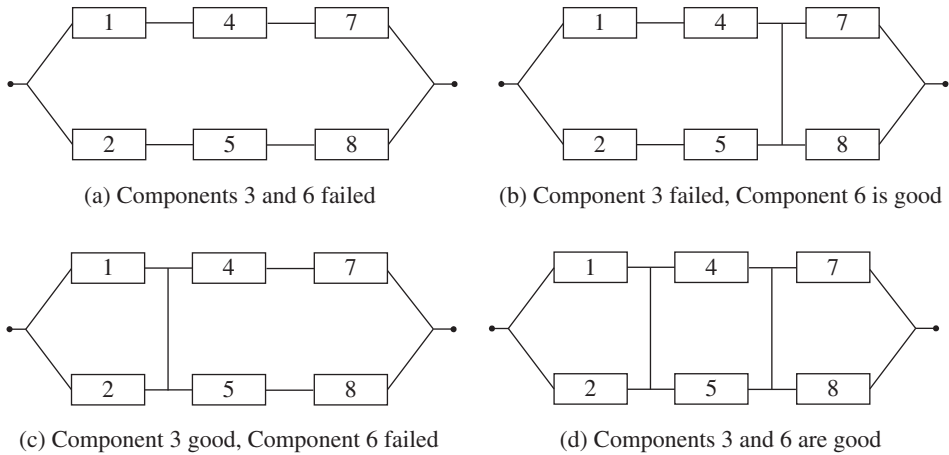 1 4 7
1 4 7
2 5 8
2 5 8
(a) Components 3 and 6 failed
(b) Component 3 failed, Component 6 is good
1 4 7
1 4 7
2 5 8
2 5 8
(c) Component 3 good, Component 6 failed
(d) Components 3 and 6 are good